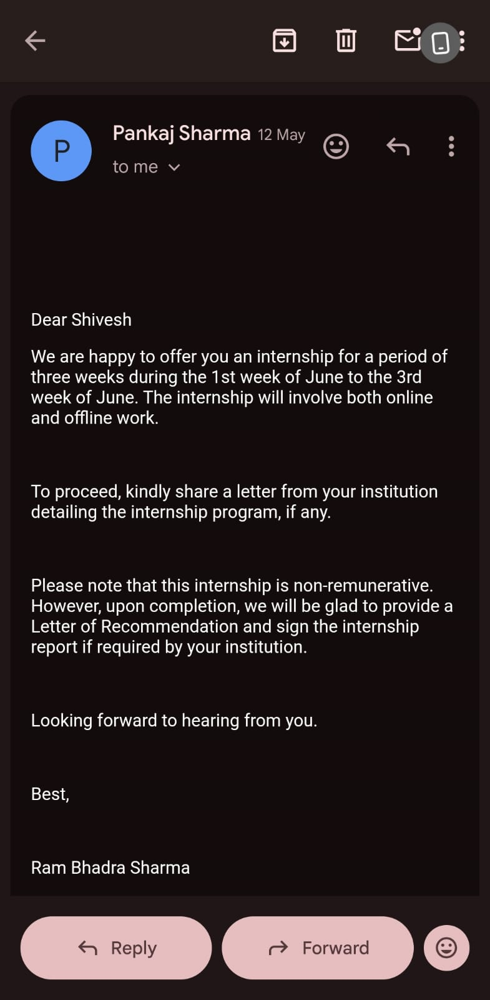 P
Pankaj Sharma 12 May
to me
Dear Shivesh
We are happy to offer you an internship for a period of
three weeks during the 1st week of June to the 3rd
week of June. The internship will involve both online
and offline work.
To proceed, kindly share a letter from your institution
detailing the internship program, if any.
Please note that this internship is non-remunerative.
However, upon completion, we will be glad to provide a
Letter of Recommendation and sign the internship
report if required by your institution.
Looking forward to hearing from you.
Best,
Ram Bhadra Sharma
Reply Forward